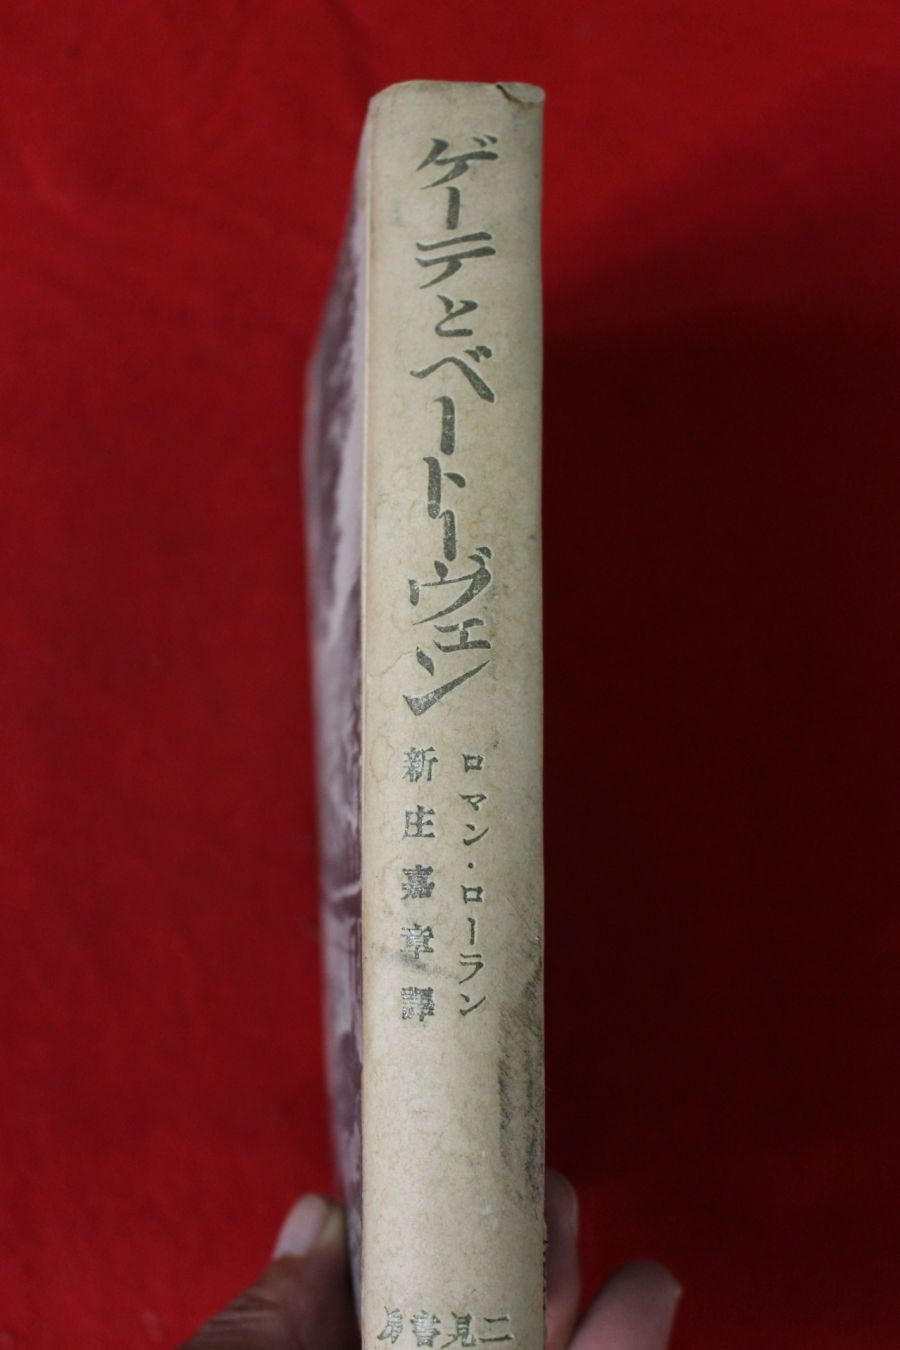 ゲーテとベートーヴェン
ロマン・ローラン
新庄嘉章譯
二見書房